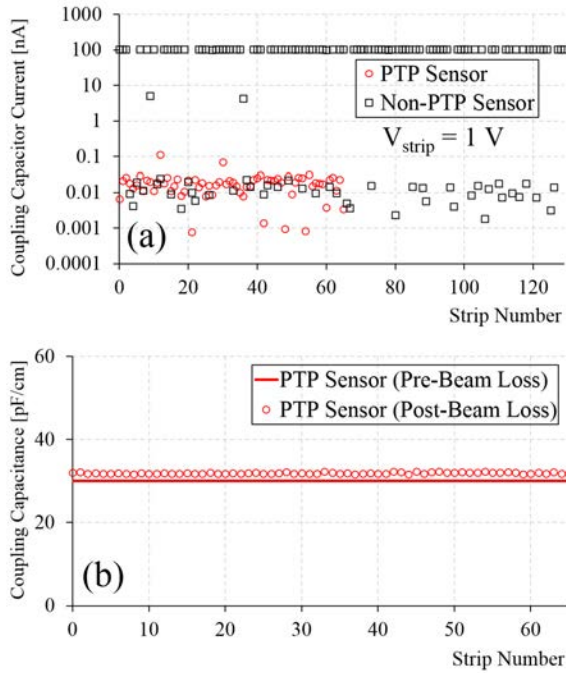 Coupling Capacitor Current [nA]
1000
100
10
1
0.1
0.01
0.001
0.0001
PTP Sensor
Non-PTP Sensor
V_strip = 1 V
(a)
0 20 40 60 80 100 120
Strip Number
Coupling Capacitance [pF/cm]
60
40
20
0
PTP Sensor (Pre-Beam Loss)
PTP Sensor (Post-Beam Loss)
(b)
0 10 20 30 40 50 60
Strip Number